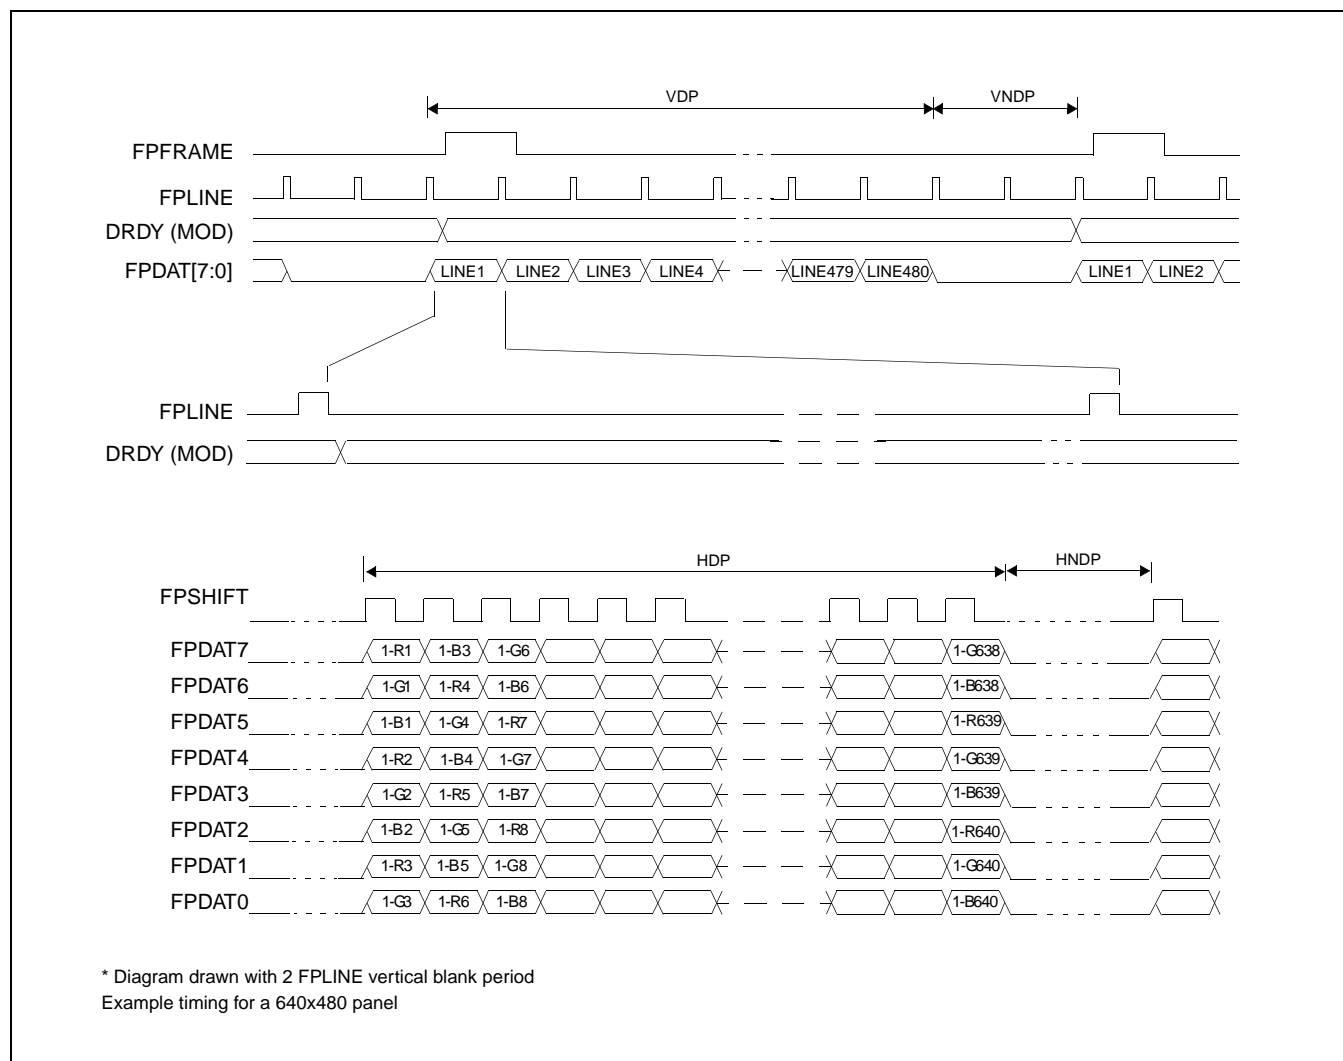 VDP VNDP
FPFRAME
FPLINE
DRDY (MOD)
FPDAT[7:0] LINE1 LINE2 LINE3 LINE4 LINE479 LINE480 LINE1 LINE2
FPLINE
DRDY (MOD)
HDP HNDP
FPSHIFT
FPDAT7 1-R1 1-B3 1-G6 1-G638
FPDAT6 1-G1 1-R4 1-B6 1-B638
FPDAT5 1-B1 1-G4 1-R7 1-R639
FPDAT4 1-R2 1-B4 1-G7 1-G639
FPDAT3 1-G2 1-R5 1-B7 1-B639
FPDAT2 1-B2 1-G5 1-R8 1-R640
FPDAT1 1-R3 1-B5 1-G8 1-G640
FPDAT0 1-G3 1-R6 1-B8 1-B640
* Diagram drawn with 2 FPLINE vertical blank period
Example timing for a 640x480 panel